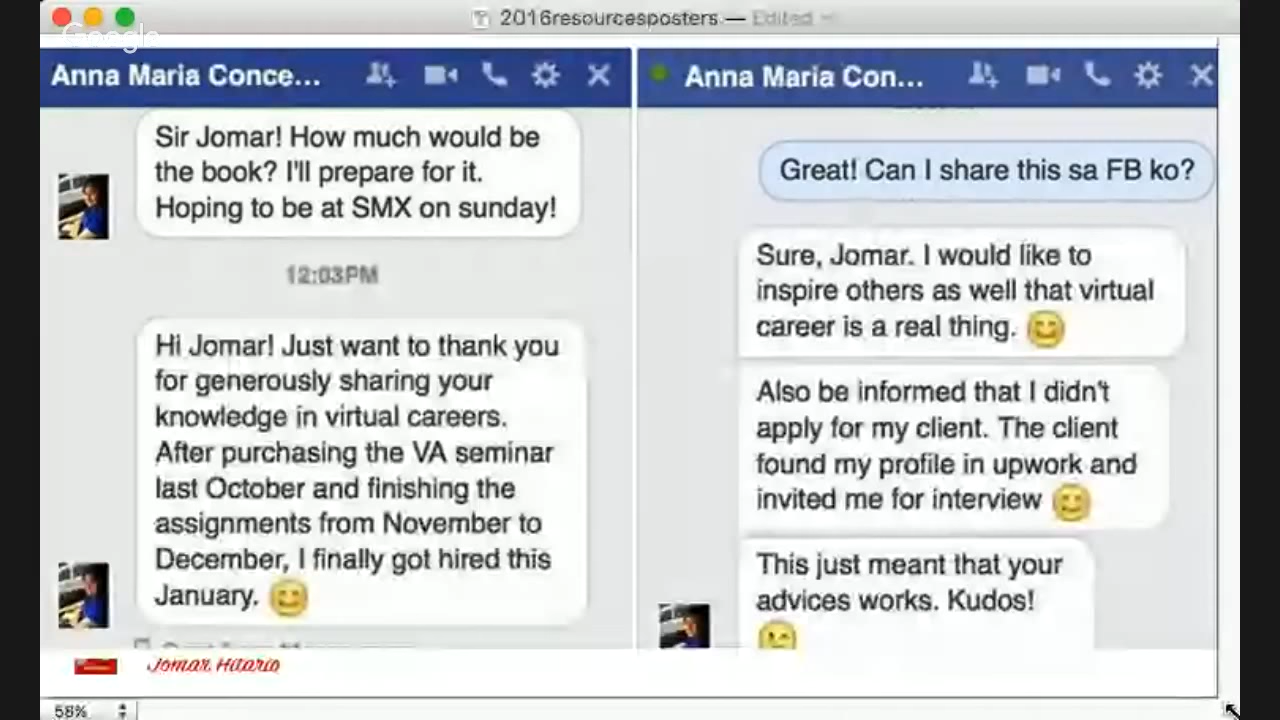 2016resourcesposters — Edited
Google
Anna Maria Conce...
Sir Jomar! How much would be
the book? I'll prepare for it.
Hoping to be at SMX on sunday!
12:03PM
Hi Jomar! Just want to thank you
for generously sharing your
knowledge in virtual careers.
After purchasing the VA seminar
last October and finishing the
assignments from November to
December, I finally got hired this
January. 😊
Anna Maria Con...
Great! Can I share this sa FB ko?
Sure, Jomar. I would like to
inspire others as well that virtual
career is a real thing. 😊
Also be informed that I didn't
apply for my client. The client
found my profile in upwork and
invited me for interview 😊
This just meant that your
advices works. Kudos!
😉
Jomar Hilario
58%